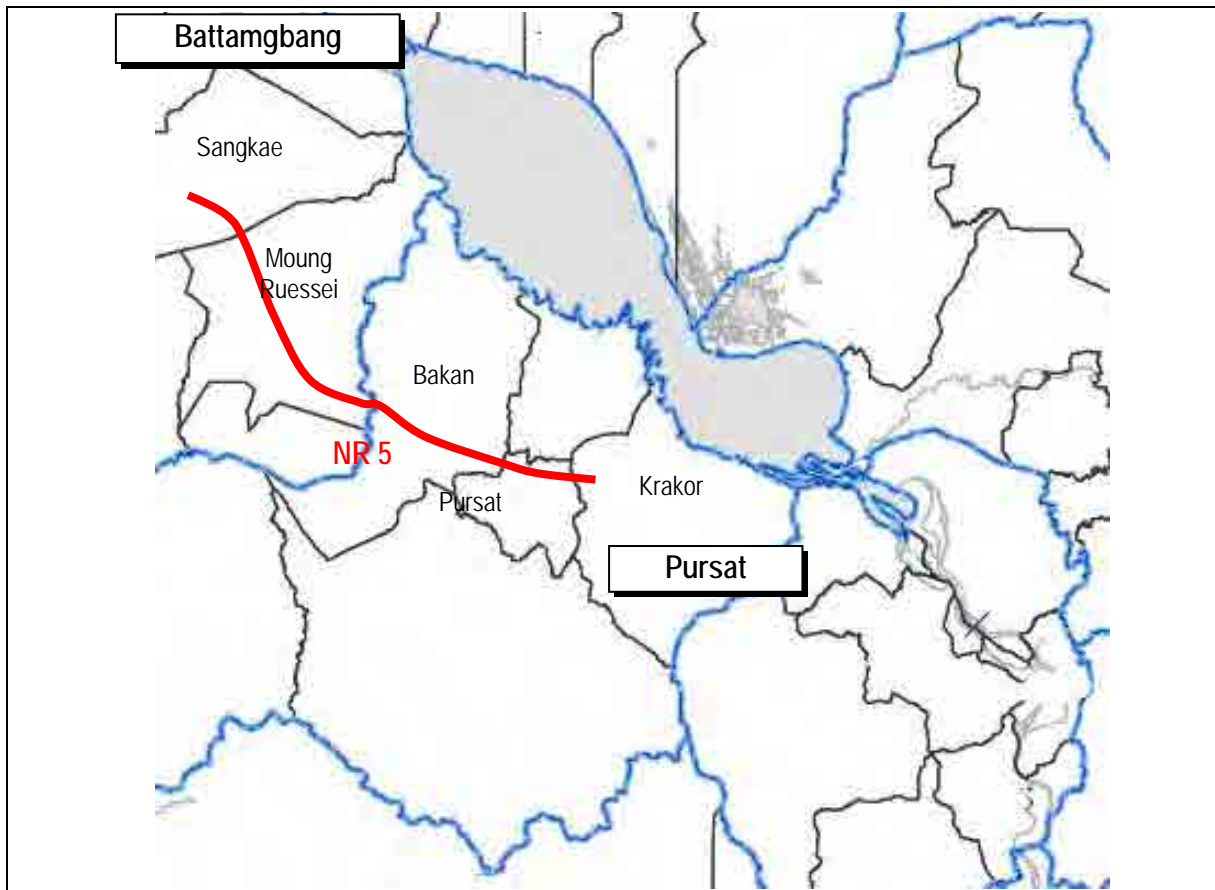 Battamgbang
Sangkae
Moung
Ruessei
Bakan
NR 5
Pursat
Krakor
Pursat